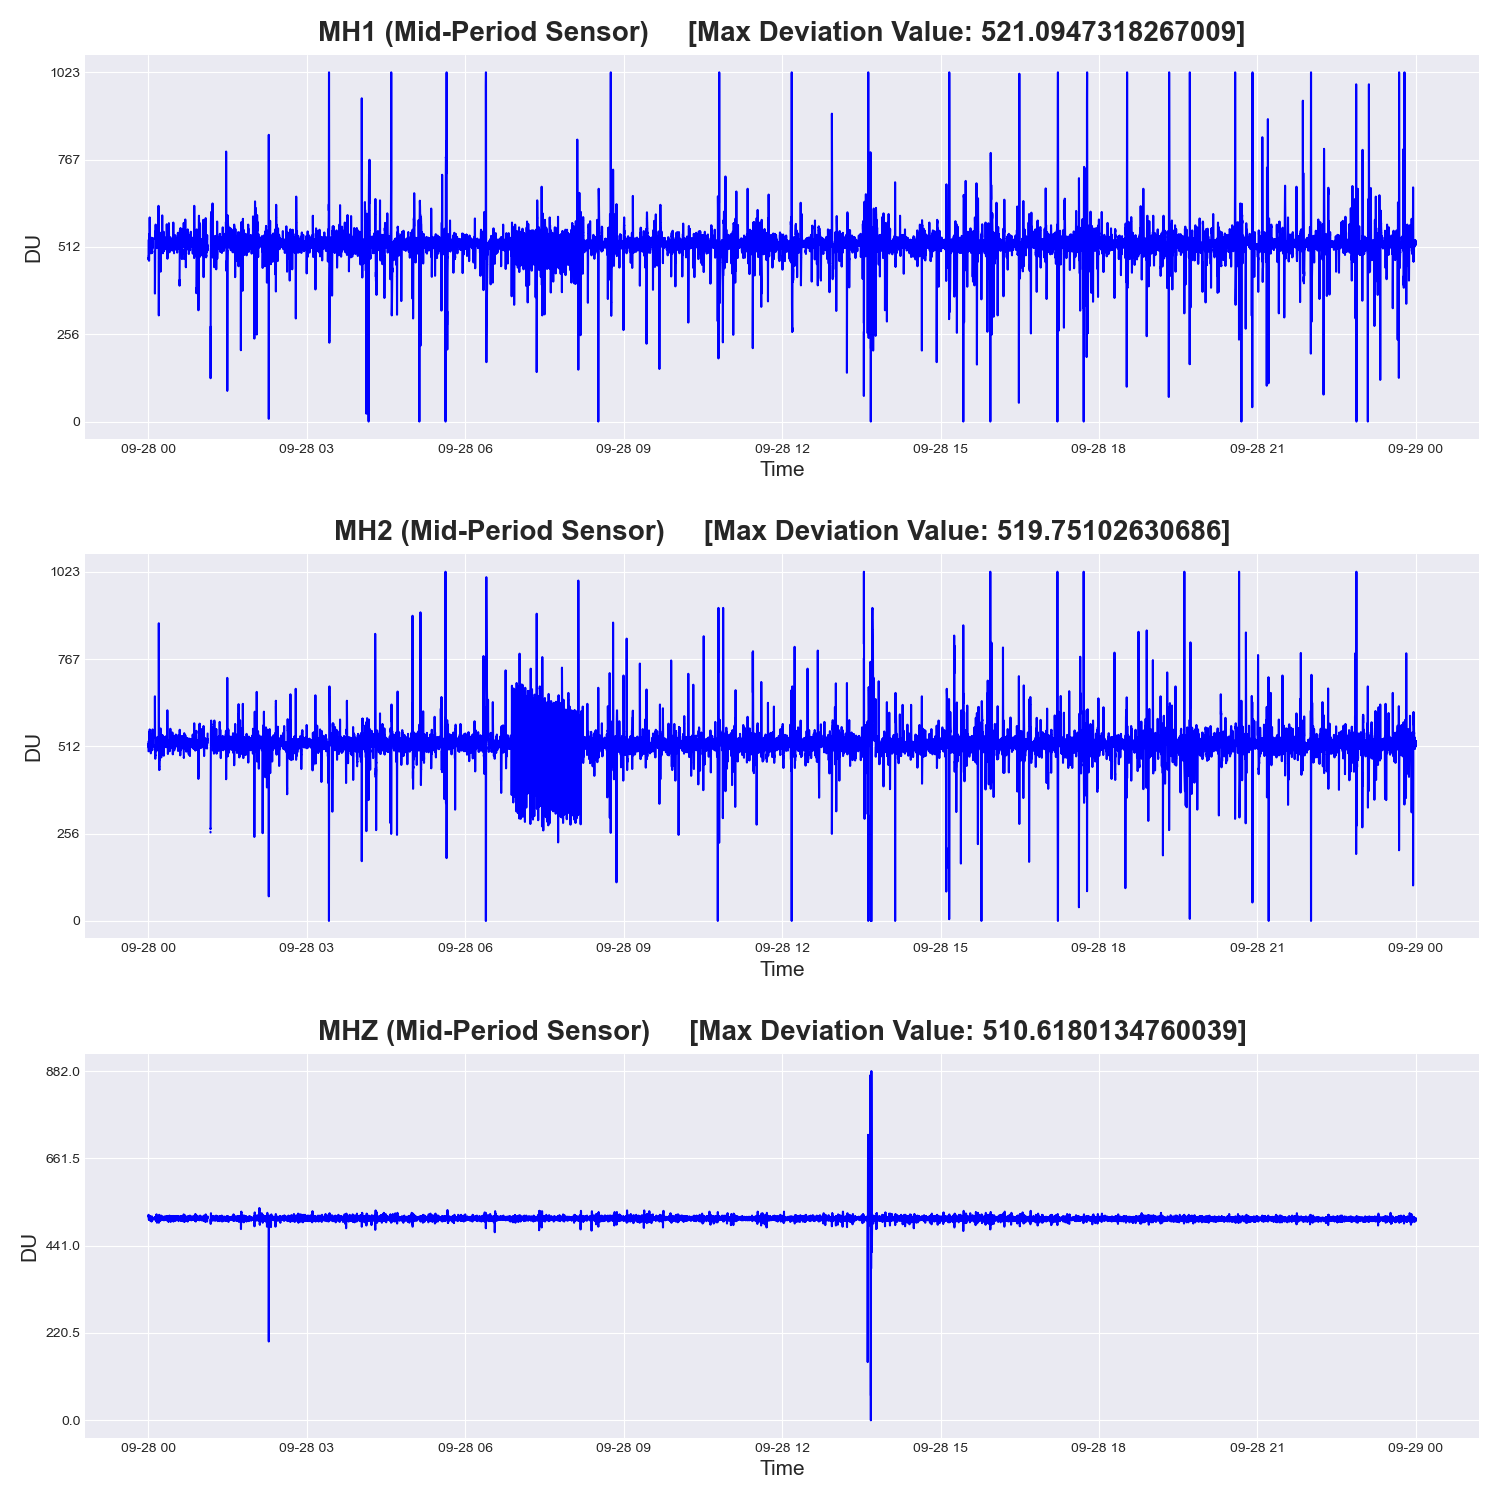 MH1 (Mid-Period Sensor) [Max Deviation Value: 521.0947318267009]
1023
767
512
256
0
DU
09-28 00 09-28 03 09-28 06 09-28 09 09-28 12 09-28 15 09-28 18 09-28 21 09-29 00
Time
MH2 (Mid-Period Sensor) [Max Deviation Value: 519.75102630686]
1023
767
512
256
0
DU
09-28 00 09-28 03 09-28 06 09-28 09 09-28 12 09-28 15 09-28 18 09-28 21 09-29 00
Time
MHZ (Mid-Period Sensor) [Max Deviation Value: 510.6180134760039]
882.0
661.5
441.0
220.5
0.0
DU
09-28 00 09-28 03 09-28 06 09-28 09 09-28 12 09-28 15 09-28 18 09-28 21 09-29 00
Time